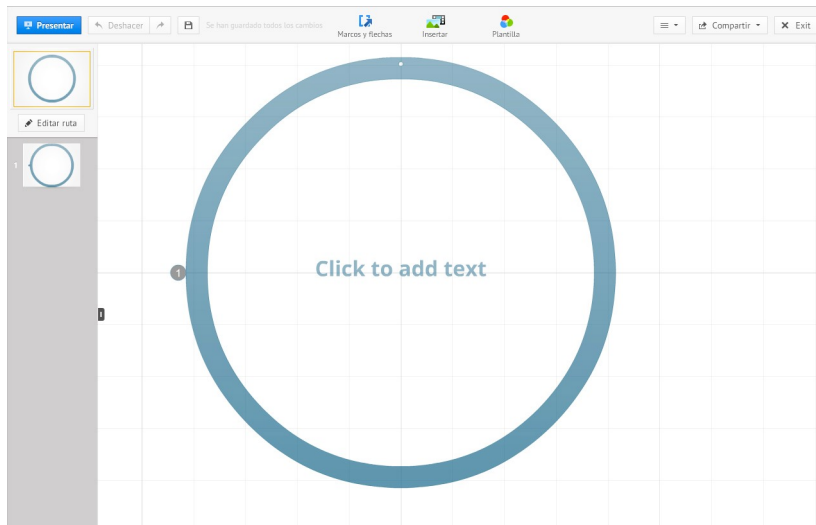 Presentar
Deshacer
Se han guardado todos los cambios
Marcos y flechas
Insertar
Plantilla
Compartir
Exit
Editar ruta
1
1
Click to add text